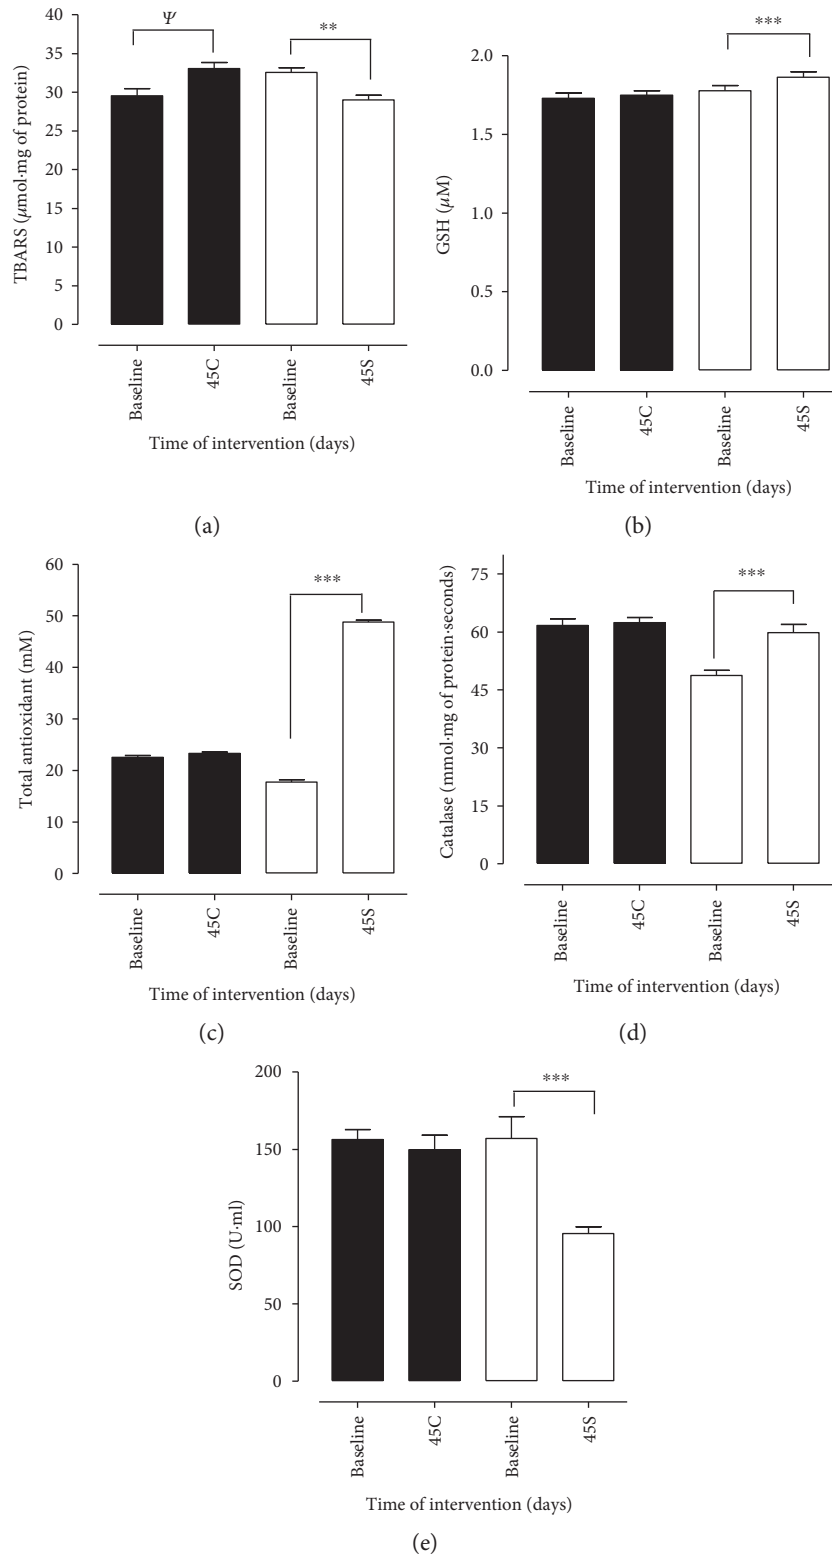 Ψ
**
40
35
30
25
20
15
10
5
0
TBARS (μmol·mg of protein)
Baseline
45C
Baseline
45S
Time of intervention (days)
(a)
***
2.0
1.5
1.0
0.5
0.0
GSH (μM)
Baseline
45C
Baseline
45S
Time of intervention (days)
(b)
***
60
50
40
30
20
10
0
Total antioxidant (mM)
Baseline
45C
Baseline
45S
Time of intervention (days)
(c)
***
75
60
45
30
15
0
Catalase (mmol·mg of protein·seconds)
Baseline
45C
Baseline
45S
Time of intervention (days)
(d)
***
200
150
100
50
0
SOD (U·ml)
Baseline
45C
Baseline
45S
Time of intervention (days)
(e)